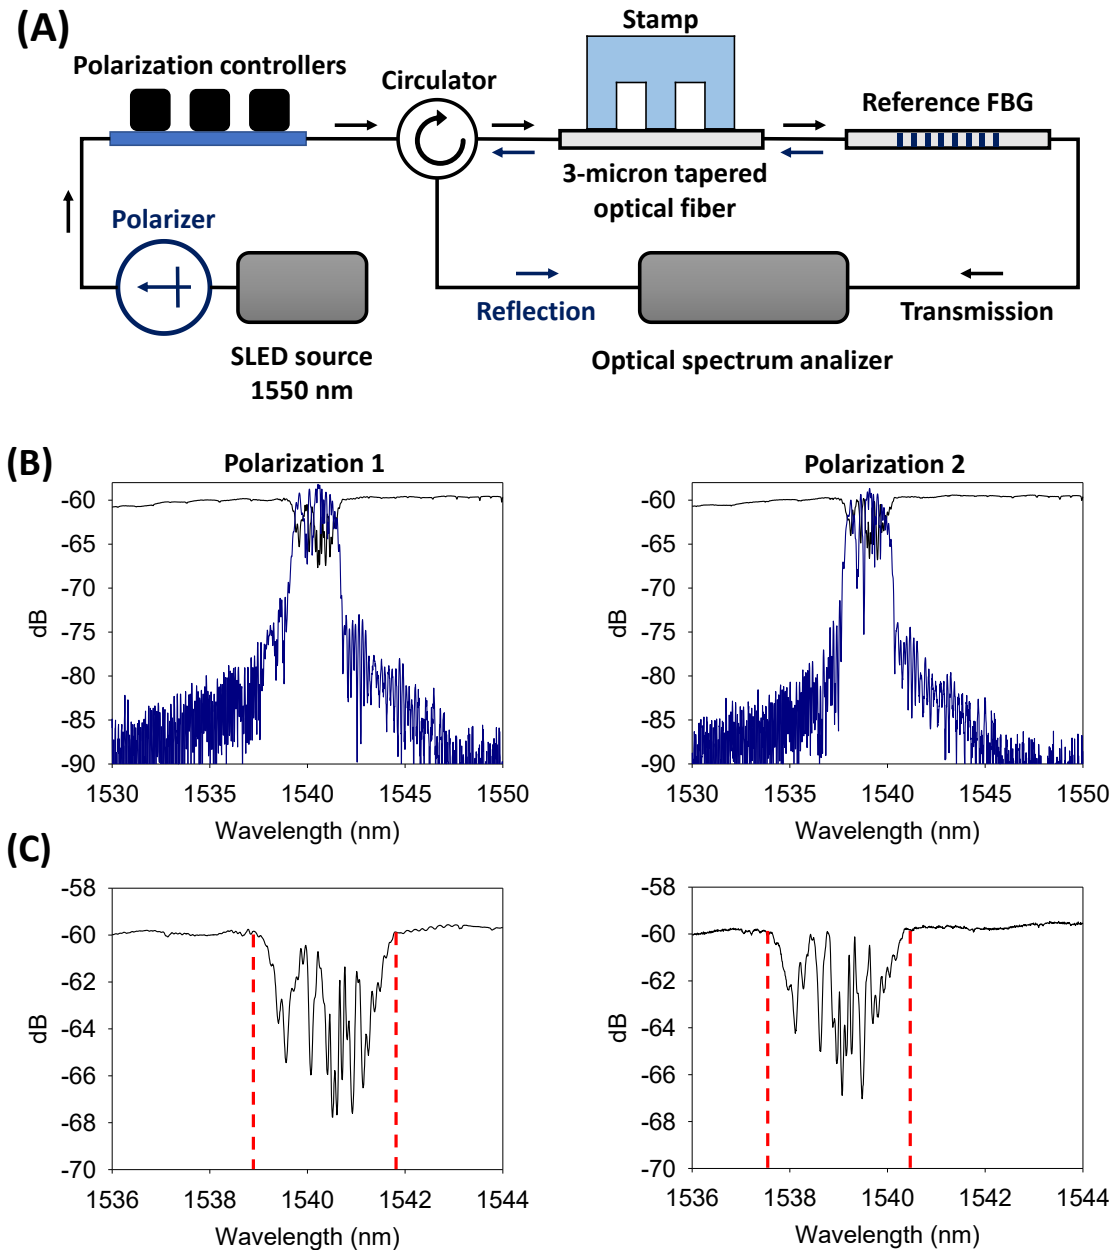 (A)
Stamp
Polarization controllers
Circulator
Reference FBG
3-micron tapered
optical fiber
Polarizer
Reflection
Transmission
SLED source
1550 nm
Optical spectrum analizer
(B)
Polarization 1
Polarization 2
-60
-65
-70
-75
-80
-85
-90
dB
1530 1535 1540 1545 1550
Wavelength (nm)
-60
-65
-70
-75
-80
-85
-90
dB
1530 1535 1540 1545 1550
Wavelength (nm)
(C)
-58
-60
-62
-64
-66
-68
-70
dB
1536 1538 1540 1542 1544
Wavelength (nm)
-58
-60
-62
-64
-66
-68
-70
dB
1536 1538 1540 1542 1544
Wavelength (nm)